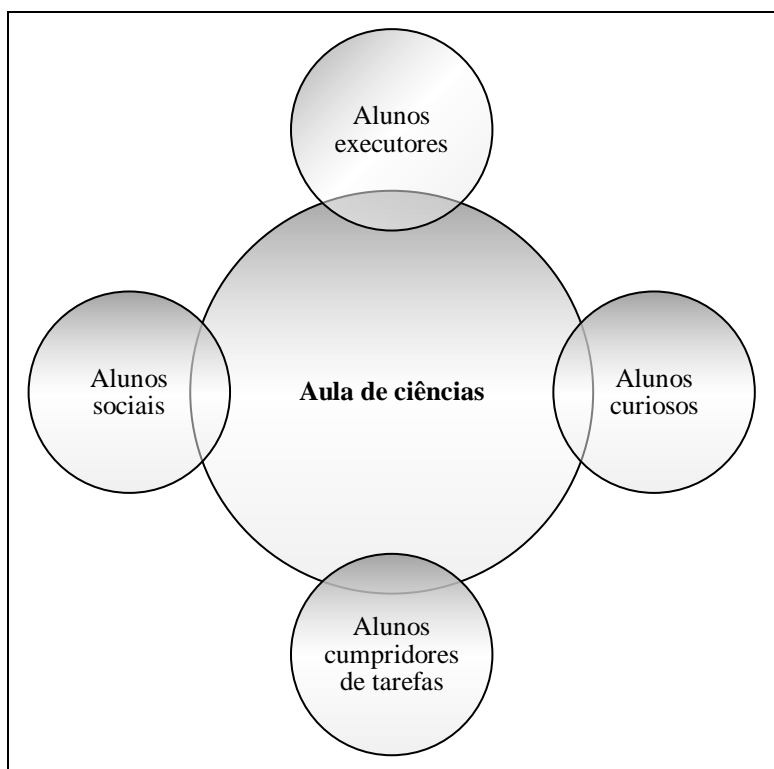 Alunos
executores
Alunos
sociais
Aula de ciências
Alunos
curiosos
Alunos
cumpridores
de tarefas